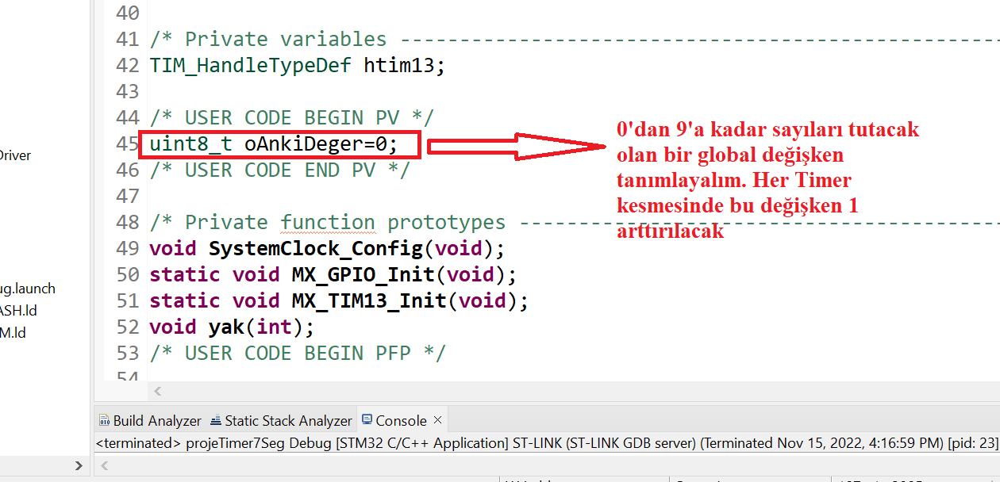 40
41 /* Private variables ---------------------------------------------------
42 TIM_HandleTypeDef htim13;
43
44 /* USER CODE BEGIN PV */
45 uint8_t oAnkiDeger=0;
46 /* USER CODE END PV */
47
48 /* Private function prototypes -----------------------------------------
49 void SystemClock_Config(void);
50 static void MX_GPIO_Init(void);
51 static void MX_TIM13_Init(void);
52 void yak(int);
53 /* USER CODE BEGIN PFP */
54
0'dan 9'a kadar sayıları tutacak
olan bir global değişken
tanımlayalım. Her Timer
kesmesinde bu değişken 1
arttırılacak
Driver
ug.launch
ASH.ld
M.ld
Build Analyzer Static Stack Analyzer Console
<terminated> projeTimer7Seg Debug [STM32 C/C++ Application] ST-LINK (ST-LINK GDB server) (Terminated Nov 15, 2022, 4:16:59 PM) [pid: 23]